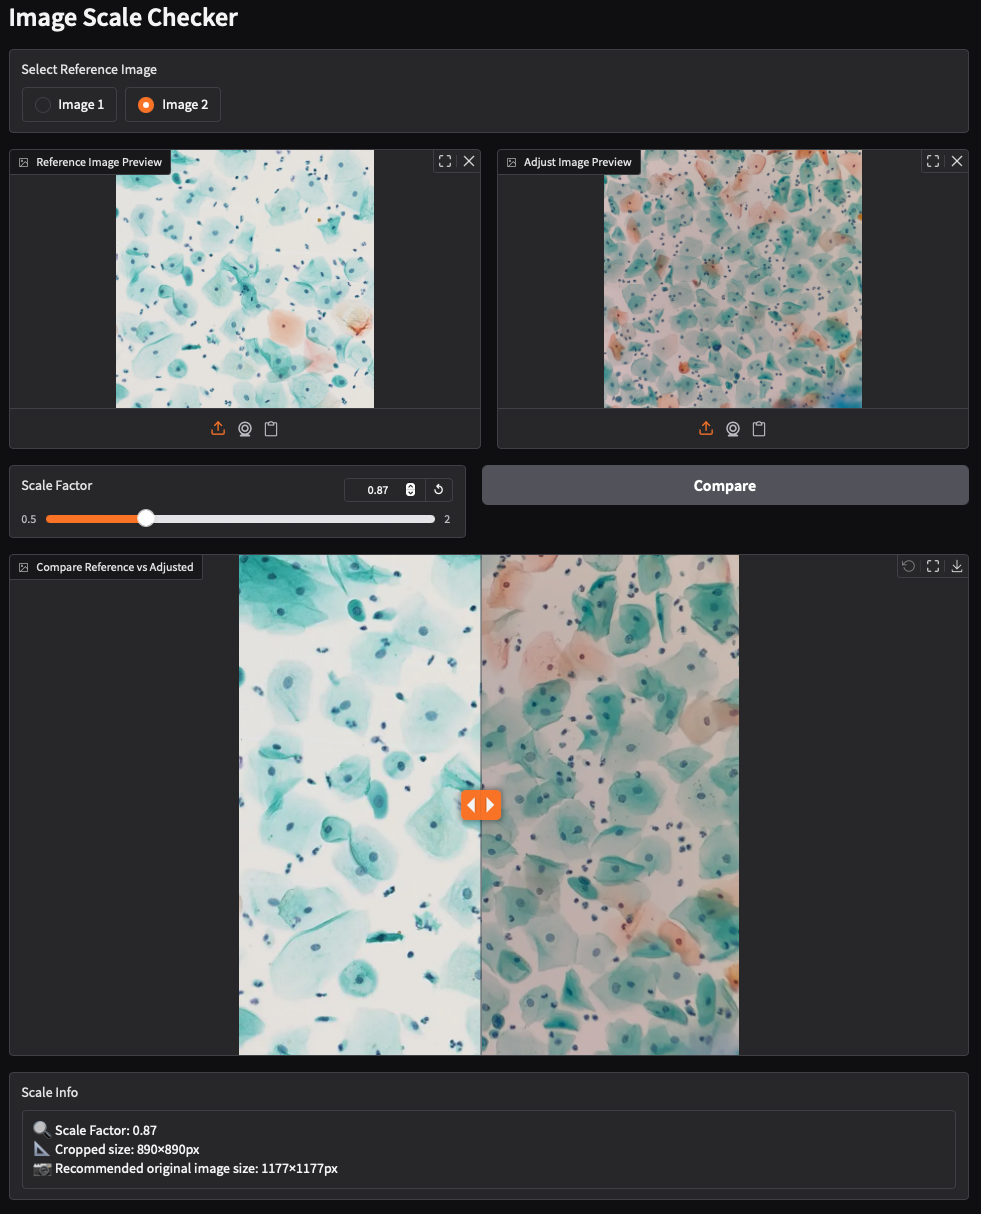 Image Scale Checker
Select Reference Image
Image 1
Image 2
Reference Image Preview
Adjust Image Preview
Scale Factor
0.87
0.5
2
Compare
Compare Reference vs Adjusted
Scale Info
Scale Factor: 0.87
Cropped size: 890×890px
Recommended original image size: 1177×1177px